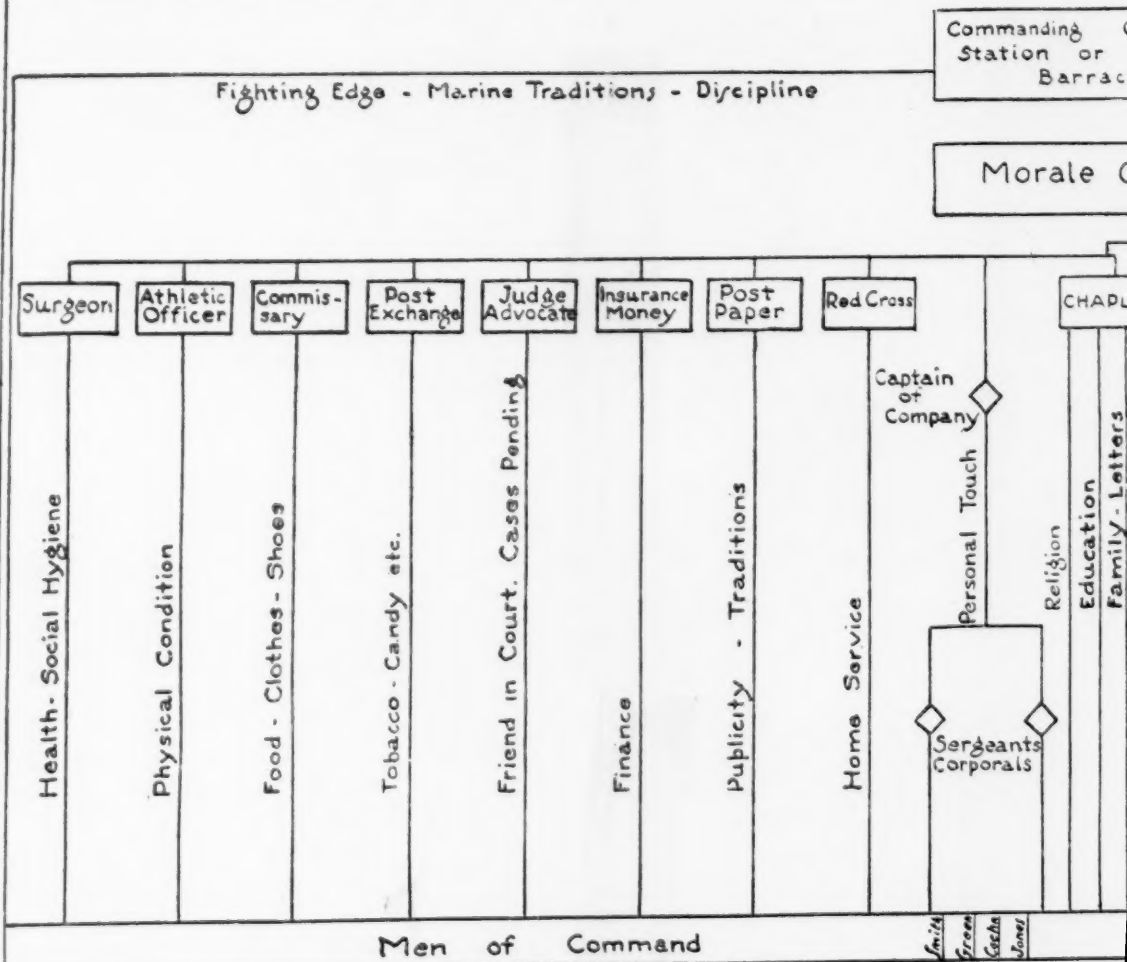 Commanding
Station or
Fighting Edge - Marine Traditions - Discipline
Morale
Surgeon
Athletic
Officer
Commis-
sary
Post
Exchange
Judge
Advocate
Insurance
Money
Post
Paper
Red Cross
Captain
of
Company
Personal Touch
Health - Social Hygiene
Physical Condition
Food - Clothes - Shoes
Tobacco - Candy etc.
Friend in Court. Cases Pending
Finance
Publicity - Traditions
Home Service
Sergeants
Corporals
Religion
Education
Family - Letters
Men of Command
Smith
Green
Jones